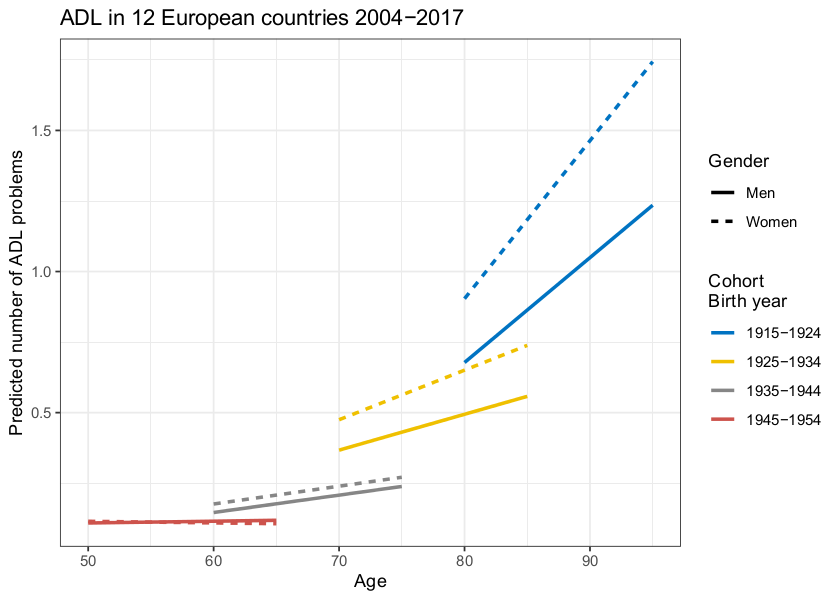 ADL in 12 European countries 2004−2017
Predicted number of ADL problems
1.5
1.0
0.5
50 60 70 80 90
Age
Gender
Men
Women
Cohort
Birth year
1915−1924
1925−1934
1935−1944
1945−1954